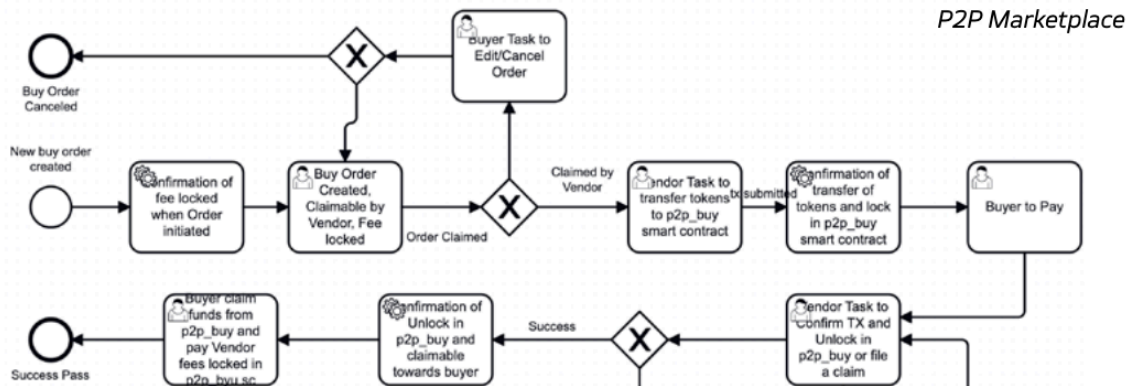 P2P Marketplace
Buyer Task to
Edit/Cancel
Order
Buy Order
Canceled
New buy order
created
onfirmation of
fee locked
when Order
initiated
Buy Order
Created,
Claimable by
Vendor, Fee
locked
Order Claimed
Claimed by
Vendor
endor Task to
transfer tokens
to p2p_buy
smart contract
tx submitted
onfirmation of
transfer of
tokens and lock
in p2p_buy
smart contract
Buyer to Pay
Success Pass
Buyer claim
funds from
p2p_buy and
pay Vendor
fees locked in
p2p_byu sc
onfirmation of
Unlock in
p2p_buy and
claimable
towards buyer
Success
endor Task to
Confirm TX and
Unlock in
p2p_buy or file
a claim